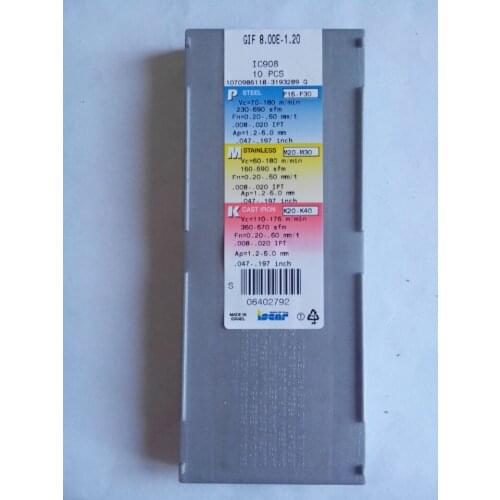 GIF 8.00E-1.20
IC908
10 PCS
1070986118-3193209 G
P STEEL P15-P30
Vc=70-180 m/min
230-590 sfm
Fn=0.20-.50 mm/t
.008-.020 IPT
Ap=1.2-5.0 mm
.047-.197 inch
M STAINLESS M20-M30
Vc=60-180 m/min
160-590 sfm
Fn=0.20-.50 mm/t
.008-.020 IPT
Ap=1.2-5.0 mm
.047-.197 inch
K CAST IRON K20-K40
Vc=110-175 m/min
360-570 sfm
Fn=0.20-.50 mm/t
.008-.020 IPT
Ap=1.2-5.0 mm
.047-.197 inch
S
06402792
MADE IN
ISRAEL
iscar